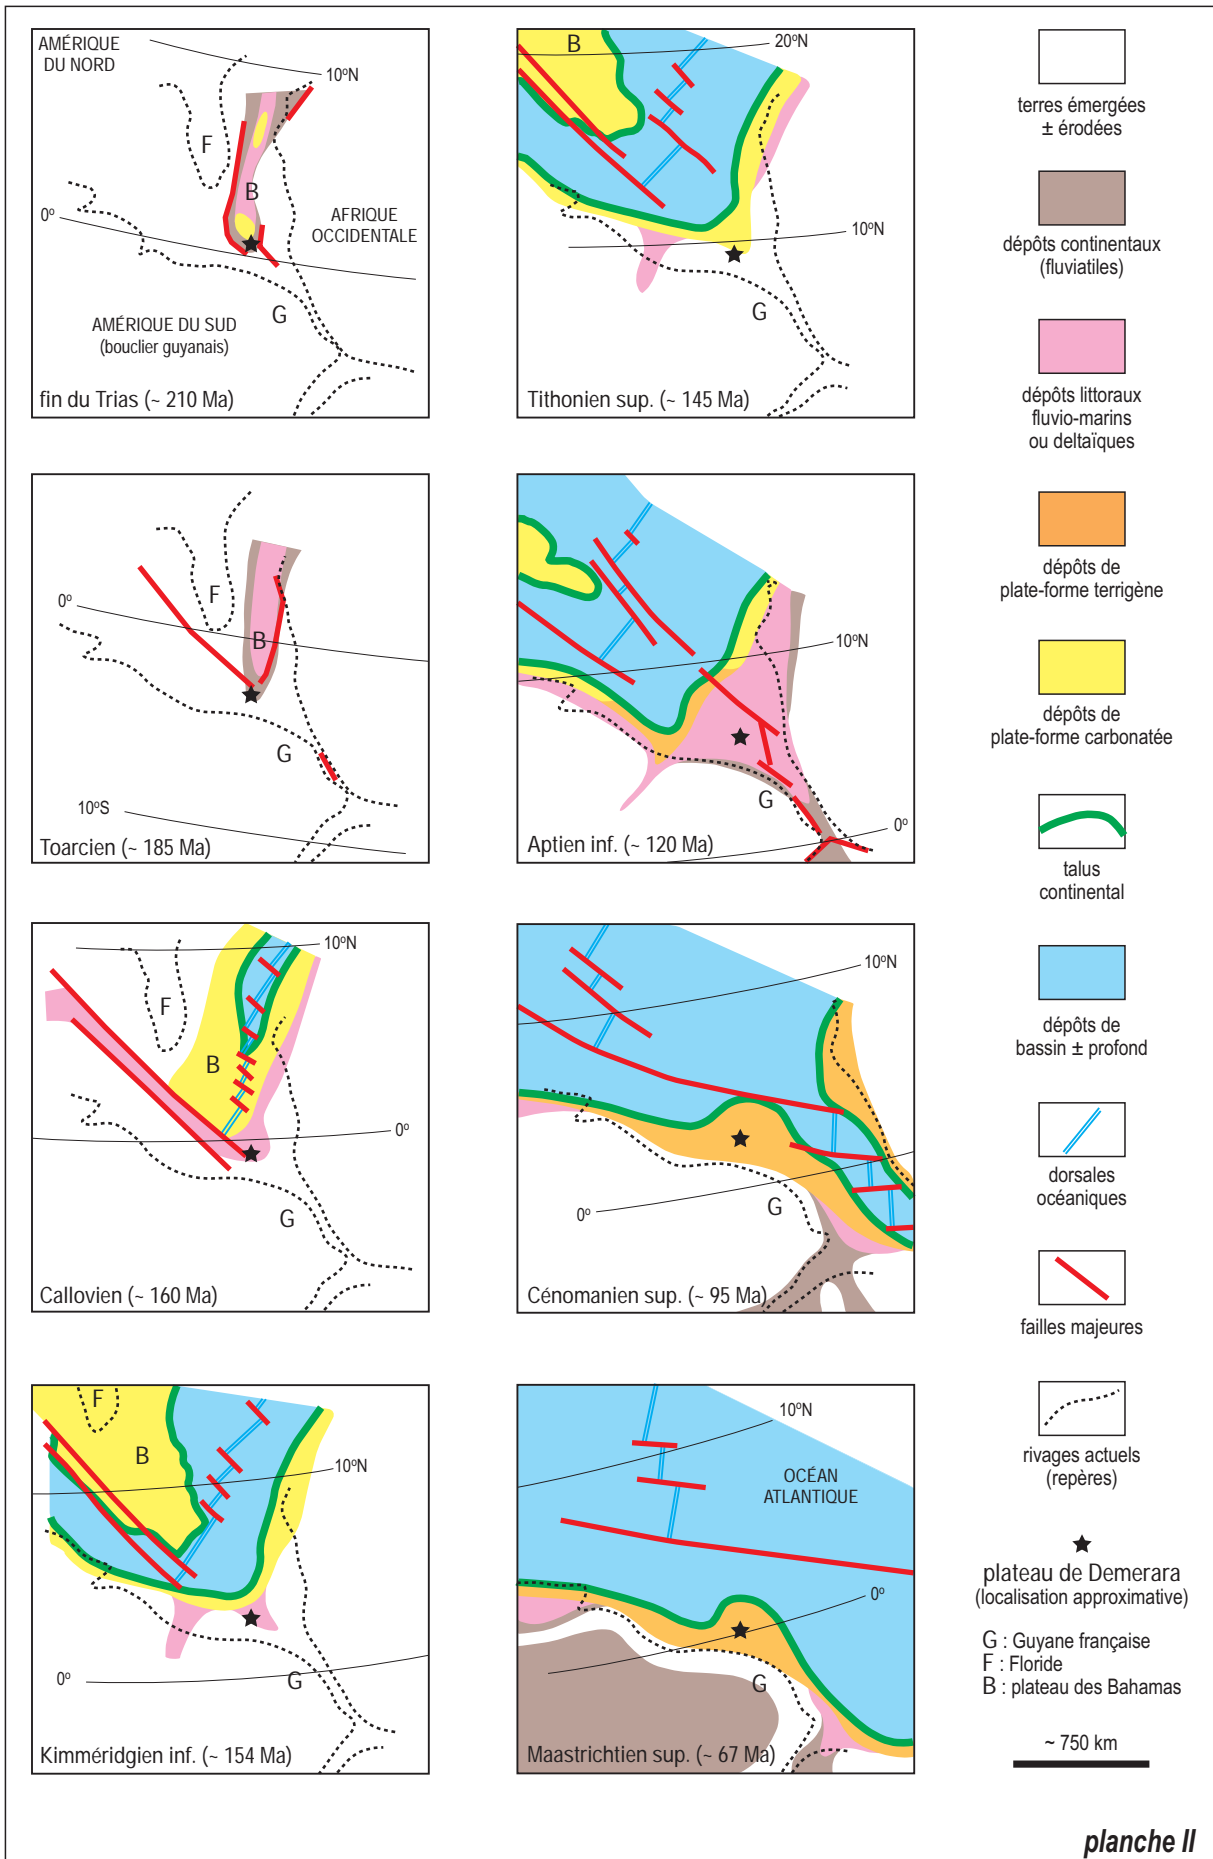 AMÉRIQUE
DU NORD
10ºN
F
B
0º
AFRIQUE
OCCIDENTALE
G
AMÉRIQUE DU SUD
(bouclier guyanais)
fin du Trias (~ 210 Ma)
B
20ºN
10ºN
G
Tithonien sup. (~ 145 Ma)
F
0º
B
G
10ºS
Toarcien (~ 185 Ma)
10ºN
G
0º
Aptien inf. (~ 120 Ma)
10ºN
F
B
0º
G
Callovien (~ 160 Ma)
10ºN
0º
G
Cénomanien sup. (~ 95 Ma)
F
B
10ºN
0º
G
Kimméridgien inf. (~ 154 Ma)
10ºN
OCÉAN
ATLANTIQUE
0º
G
Maastrichtien sup. (~ 67 Ma)
terres émergées
± érodées
dépôts continentaux
(fluviatiles)
dépôts littoraux
fluvio-marins
ou deltaïques
dépôts de
plate-forme terrigène
dépôts de
plate-forme carbonatée
talus
continental
dépôts de
bassin ± profond
dorsales
océaniques
failles majeures
rivages actuels
(repères)
plateau de Demerara
(localisation approximative)
G : Guyane française
F : Floride
B : plateau des Bahamas
~ 750 km
planche II